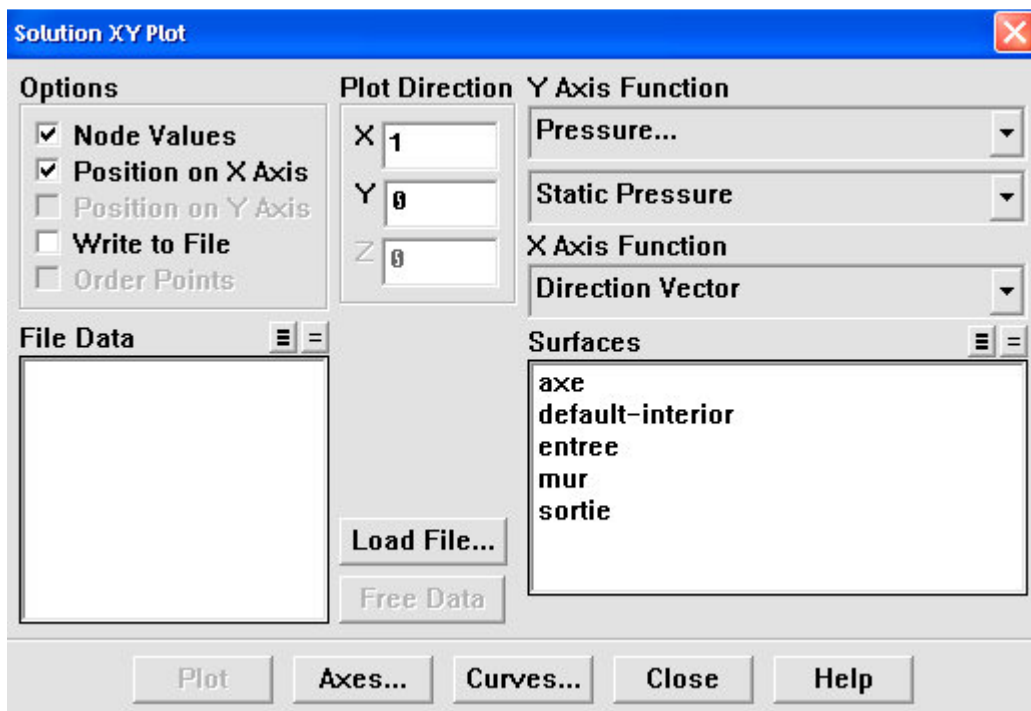 Solution XY Plot
Options
Node Values
Position on X Axis
Position on Y Axis
Write to File
Order Points
Plot Direction
X 1
Y 0
Z 0
Y Axis Function
Pressure...
Static Pressure
X Axis Function
Direction Vector
File Data
Load File...
Free Data
Surfaces
axe
default-interior
entree
mur
sortie
Plot
Axes...
Curves...
Close
Help